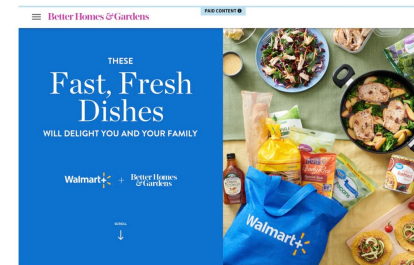 PAID CONTENT
Better Homes & Gardens
THESE
Fast, Fresh
Dishes
WILL DELIGHT YOU AND YOUR FAMILY
Walmart+ + Better Homes
& Gardens
SCROLL
Walmart+